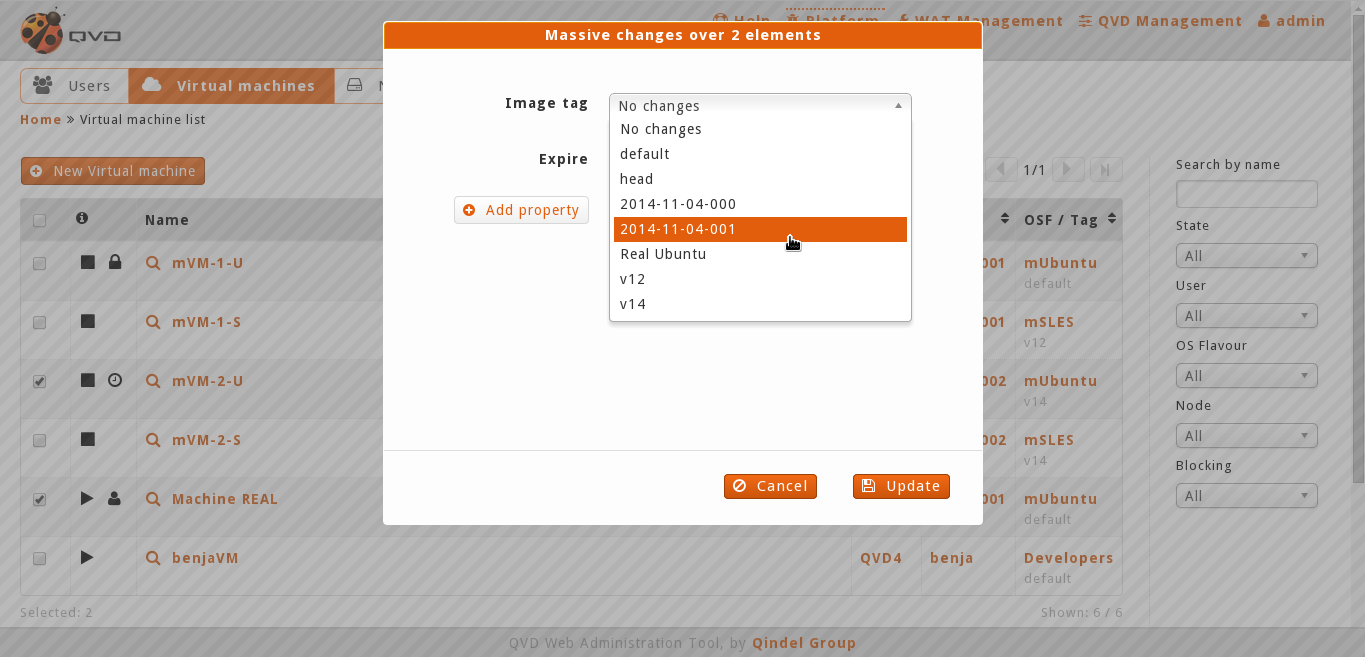 QVD
Help
Platform
WAT Management
QVD Management
admin
Massive changes over 2 elements
Users
Virtual machines
Home » Virtual machine list
New Virtual machine
Image tag
No changes
No changes
default
head
2014-11-04-000
2014-11-04-001
Real Ubuntu
v12
v14
Expire
Add property
Cancel
Update
1/1
Name
OSF / Tag
mVM-1-U
001
mUbuntu
default
mVM-1-S
001
mSLES
v12
mVM-2-U
002
mUbuntu
v14
mVM-2-S
002
mSLES
v14
Machine REAL
001
mUbuntu
default
benjaVM
QVD4
benja
Developers
default
Selected: 2
Shown: 6 / 6
Search by name
State
All
User
All
OS Flavour
All
Node
All
Blocking
All
QVD Web Administration Tool, by Qindel Group